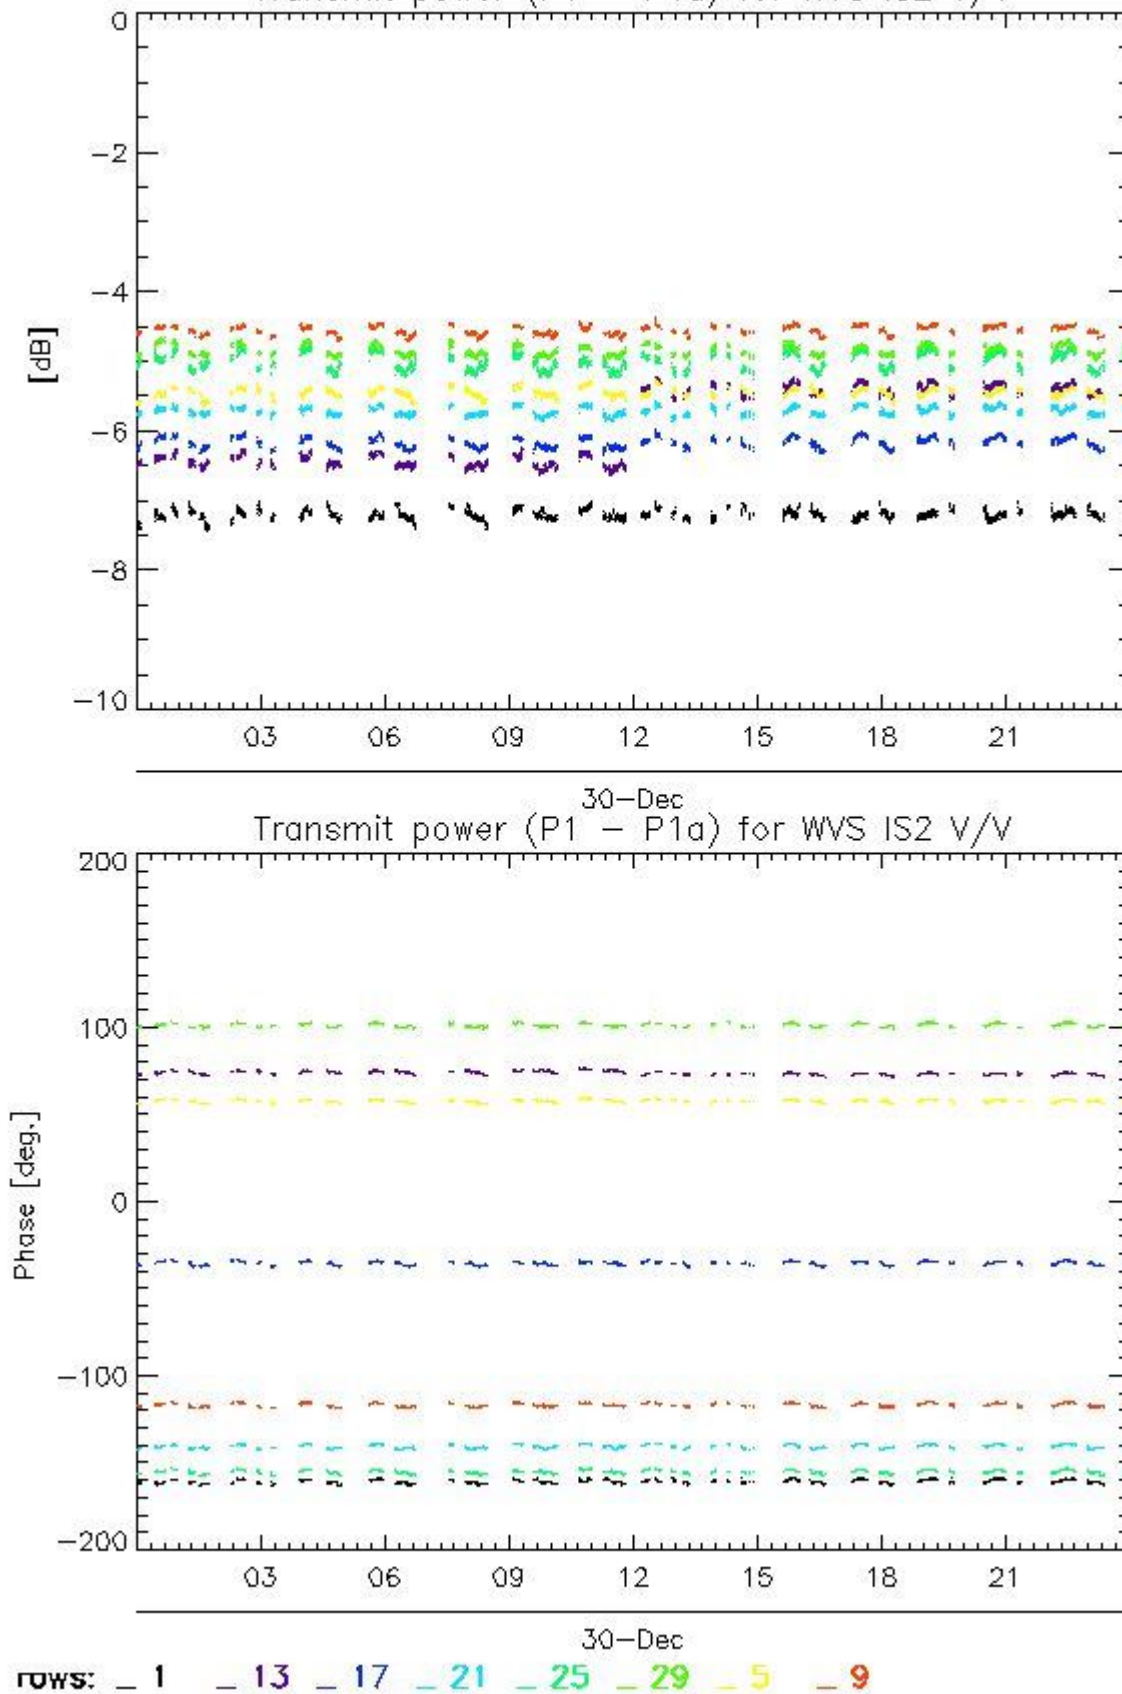 0
−2
−4
[dB]
−6
−8
−10
03 06 09 12 15 18 21
30−Dec
Transmit power (P1 − P1a) for WVS IS2 V/V
200
100
Phase [deg.]
0
−100
−200
03 06 09 12 15 18 21
30−Dec
rows: _ 1 _ 13 _ 17 _ 21 _ 25 _ 29 _ 5 _ 9